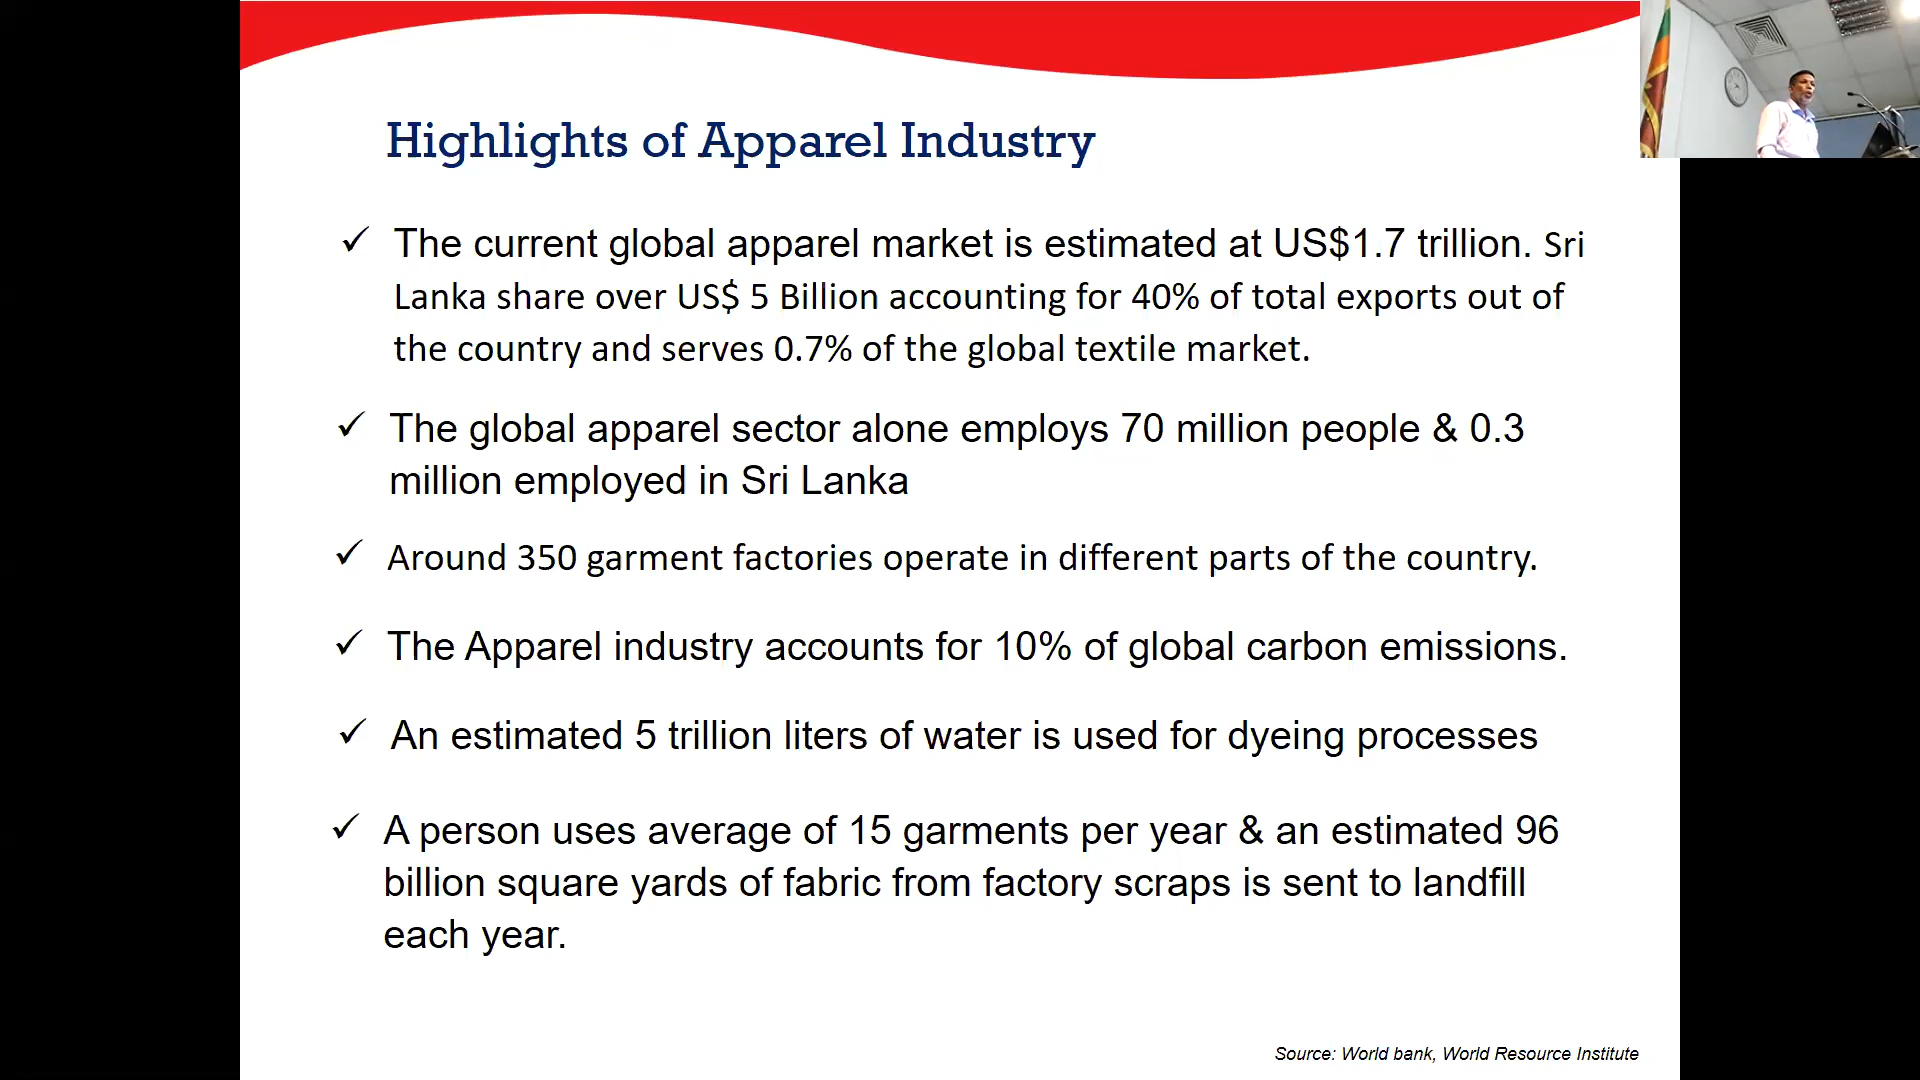 Highlights of Apparel Industry
✓ The current global apparel market is estimated at US$1.7 trillion. Sri
Lanka share over US$ 5 Billion accounting for 40% of total exports out of
the country and serves 0.7% of the global textile market.
✓ The global apparel sector alone employs 70 million people & 0.3
million employed in Sri Lanka
✓ Around 350 garment factories operate in different parts of the country.
✓ The Apparel industry accounts for 10% of global carbon emissions.
✓ An estimated 5 trillion liters of water is used for dyeing processes
✓ A person uses average of 15 garments per year & an estimated 96
billion square yards of fabric from factory scraps is sent to landfill
each year.
Source: World bank, World Resource Institute